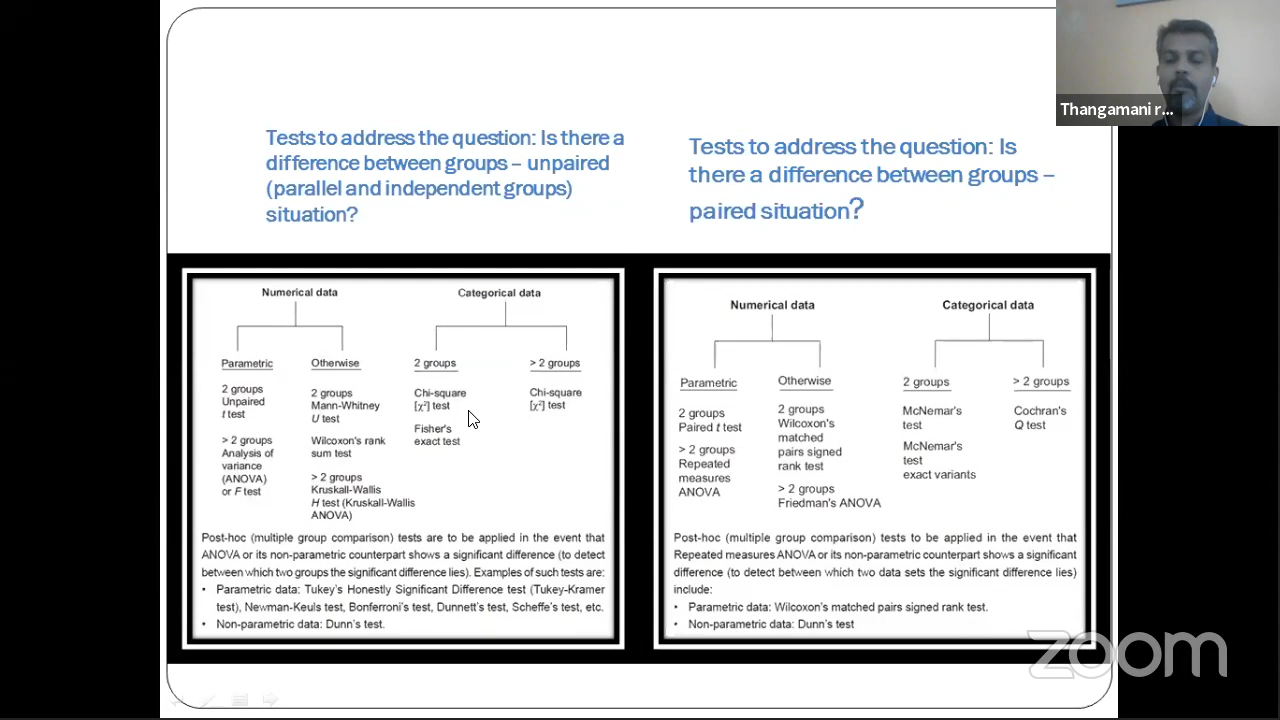 Thangamani r...
Tests to address the question: Is there a
difference between groups – unpaired
(parallel and independent groups)
situation?
Tests to address the question: Is
there a difference between groups –
paired situation?
Numerical data
Categorical data
Parametric
Otherwise
2 groups
> 2 groups
2 groups
Unpaired
t test
> 2 groups
Analysis of
variance
(ANOVA)
or F test
2 groups
Mann-Whitney
U test
Wilcoxon's rank
sum test
> 2 groups
Kruskall-Wallis
H test (Kruskall-Wallis
ANOVA)
Chi-square
[χ²] test
Fisher's
exact test
Chi-square
[χ²] test
Post-hoc (multiple group comparison) tests are to be applied in the event that
ANOVA or its non-parametric counterpart shows a significant difference (to detect
between which two groups the significant difference lies). Examples of such tests are:
• Parametric data: Tukey's Honestly Significant Difference test (Tukey-Kramer
test), Newman-Keuls test, Bonferroni's test, Dunnett's test, Scheffe's test, etc.
• Non-parametric data: Dunn's test.
Numerical data
Categorical data
Parametric
Otherwise
2 groups
> 2 groups
2 groups
Paired t test
> 2 groups
Repeated
measures
ANOVA
2 groups
Wilcoxon's
matched
pairs signed
rank test
> 2 groups
Friedman's ANOVA
McNemar's
test
McNemar's
test
exact variants
Cochran's
Q test
Post-hoc (multiple group comparison) tests to be applied in the event that
Repeated measures ANOVA or its non-parametric counterpart shows a significant
difference (to detect between which two data sets the significant difference lies)
include:
• Parametric data: Wilcoxon's matched pairs signed rank test.
• Non-parametric data: Dunn's test
zoom